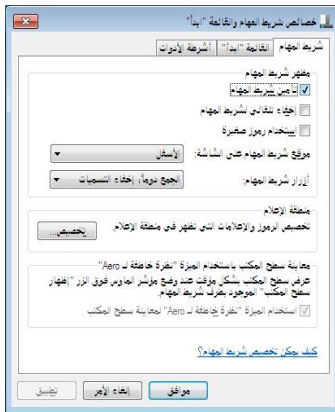 خصائص شريط المهام والقائمة "ابدأ"
شريط المهام
القائمة "ابدأ"
أشرطة الأدوات
مظهر شريط المهام
تأمين شريط المهام
إخفاء تلقائي لشريط المهام
استخدام رموز صغيرة
موقع شريط المهام على الشاشة:
الأسفل
أزرار شريط المهام:
الجمع دوماً، إخفاء التسميات
منطقة الإعلام
تخصيص الرموز والإعلامات التي تظهر في منطقة الإعلام.
تخصيص...
معاينة سطح المكتب باستخدام الميزة "نظرة خاطفة لـ Aero"
عرض سطح المكتب بشكل مؤقت عند وضع مؤشر الماوس فوق الزر "إظهار
سطح المكتب" الموجود بطرف شريط المهام.
استخدام الميزة "نظرة خاطفة لـ Aero" لمعاينة سطح المكتب
كيف يمكن تخصيص شريط المهام؟
موافق
إلغاء الأمر
تطبيق